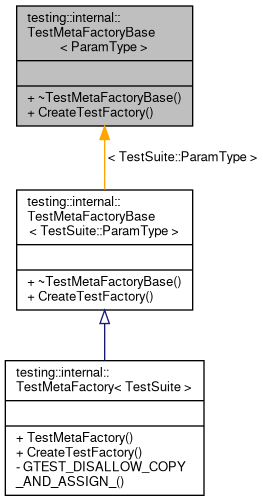 testing::internal::
TestMetaFactoryBase
< ParamType >
+ ~TestMetaFactoryBase()
+ CreateTestFactory()
< TestSuite::ParamType >
testing::internal::
TestMetaFactoryBase
< TestSuite::ParamType >
+ ~TestMetaFactoryBase()
+ CreateTestFactory()
testing::internal::
TestMetaFactory< TestSuite >
+ TestMetaFactory()
+ CreateTestFactory()
- GTEST_DISALLOW_COPY
_AND_ASSIGN_()